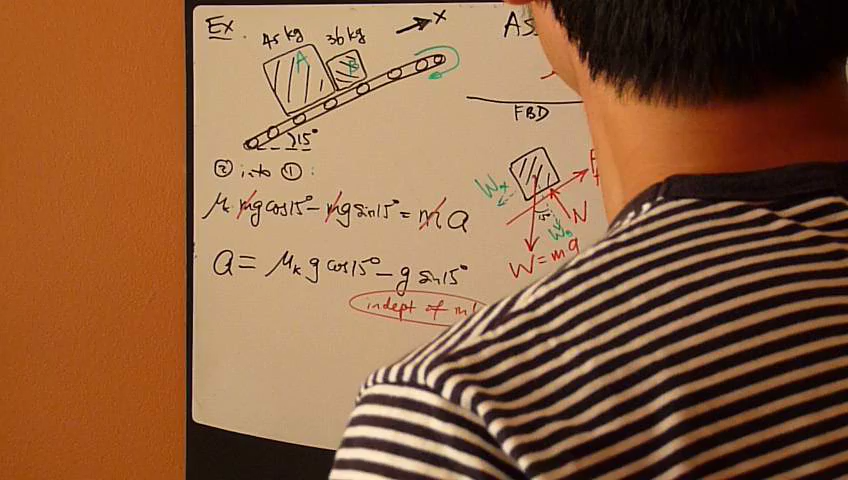 Ex.
45 kg
36 kg
x
A
B
15°
② into ① :
μk mg cos15° - mg sin15° = ma
a = μk g cos15° - g sin15°
indept of m!
As
FBD
Wx
15°
N
W = mg